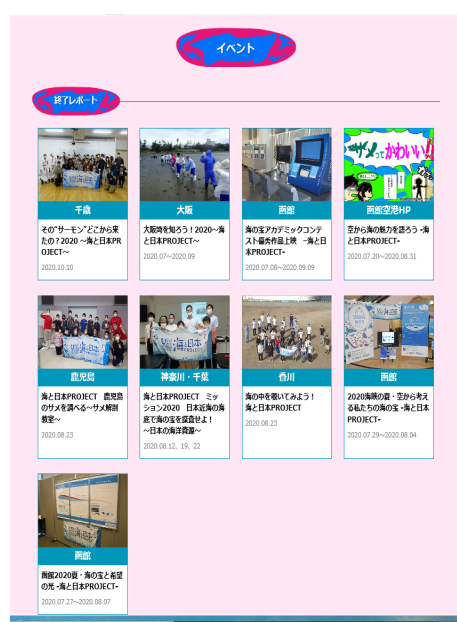 イベント
終了レポート
千歳
その“サーモン”どこから来
たの？2020 ～海と日本PR
OJECT～
2020.10.10
大阪
大阪湾を知ろう！2020～海
と日本PROJECT～
2020.07～2020.09
函館
海の宝アカデミックコンテ
スト優秀作品上映　-海と日
本PROJECT-
2020.07.08～2020.09.09
サメってかわいい!!
函館空港HP
空から海の魅力を語ろう -海
と日本PROJECT-
2020.07.20～2020.08.31
鹿児島
海と日本PROJECT　鹿児島
のサメを調べる～サメ解剖
教室～
2020.08.23
海と日本
神奈川・千葉
海と日本PROJECT　ミッ
ション2020　日本近海の海
底で海の宝を探査せよ！
～日本の海洋資源～
2020.08.12、19、22
香川
海の中を覗いてみよう！
海と日本PROJECT
2020.08.23
函館
2020海峡の夏・空から考え
る私たちの海の宝 -海と日本
PROJECT-
2020.07.29～2020.08.04
函館
函館2020夏・海の宝と希望
の光 -海と日本PROJECT-
2020.07.27～2020.08.07